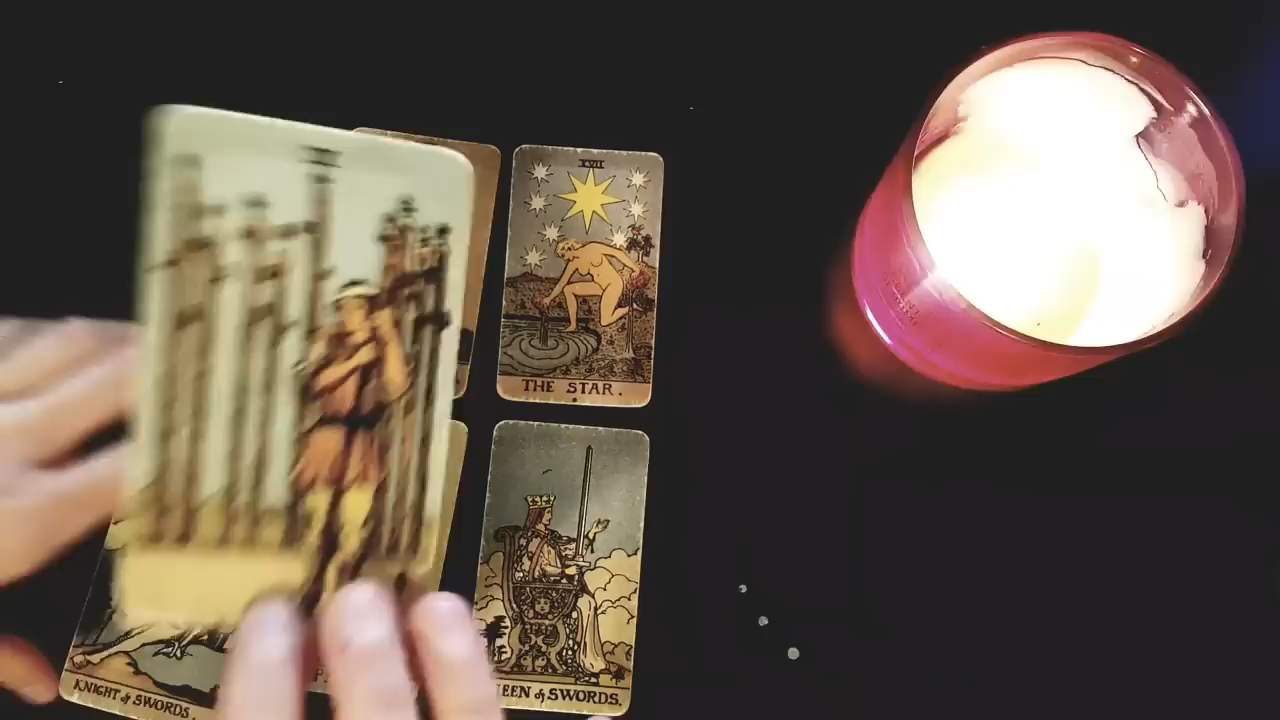 XVII
THE STAR.
KNIGHT of SWORDS.
EEN of SWORDS.